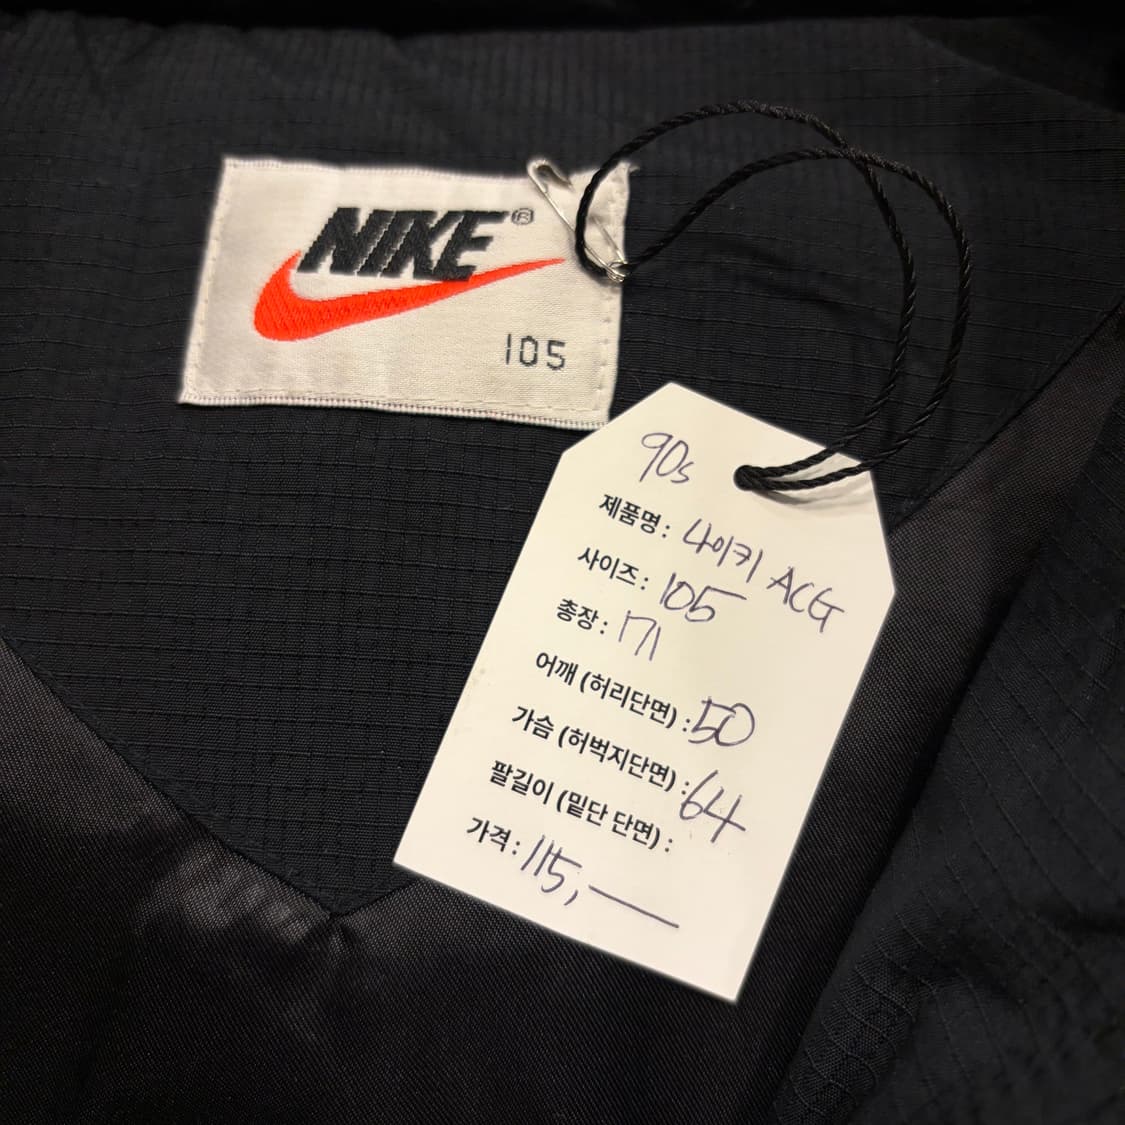 NIKE®
105
90s
제품명: 나이키 ACG
사이즈: 105
총장: 71
어깨 (허리단면) : 50
가슴 (허벅지단면) : 64
팔길이 (밑단 단면) :
가격: 115,—